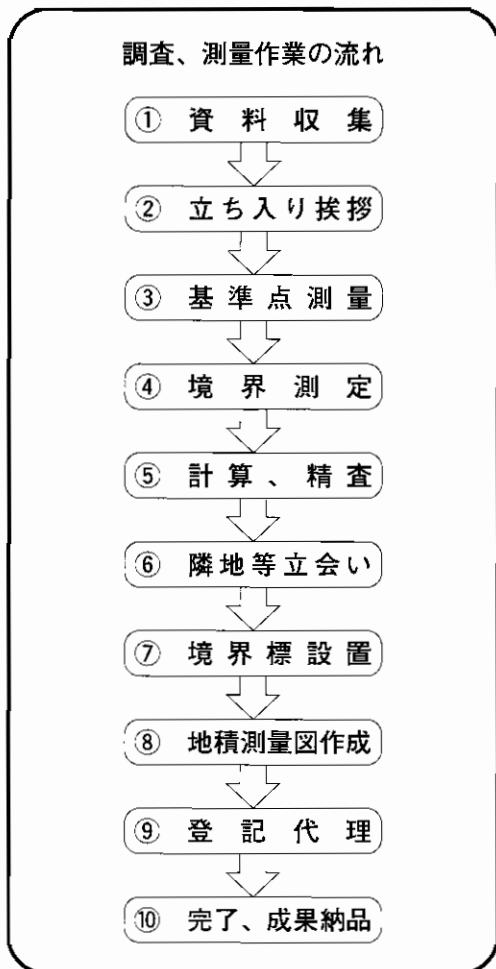 調査、測量作業の流れ
① 資料収集
② 立ち入り挨拶
③ 基準点測量
④ 境界測定
⑤ 計算、精査
⑥ 隣地等立会い
⑦ 境界標設置
⑧ 地積測量図作成
⑨ 登記代理
⑩ 完了、成果納品